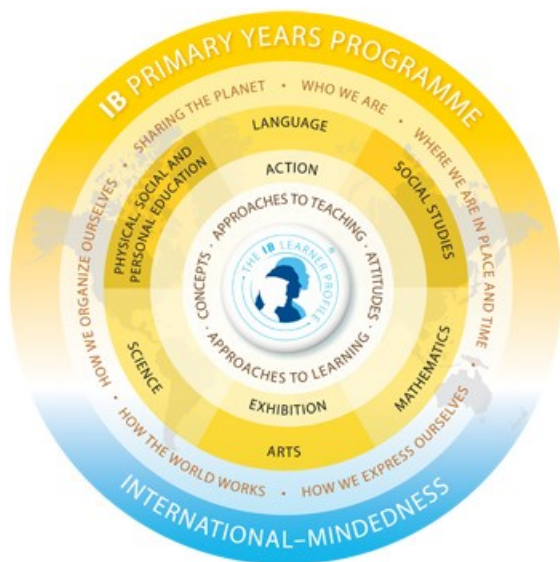 IB PRIMARY YEARS PROGRAMME
SHARING THE PLANET • WHO WE ARE • WHERE WE ARE IN PLACE AND TIME • HOW WE EXPRESS OURSELVES • HOW THE WORLD WORKS • HOW WE ORGANIZE OURSELVES •
LANGUAGE
SOCIAL STUDIES
MATHEMATICS
ARTS
SCIENCE
PHYSICAL, SOCIAL AND
PERSONAL EDUCATION
ACTION
EXHIBITION
APPROACHES TO TEACHING • ATTITUDES • APPROACHES TO LEARNING • CONCEPTS •
THE IB LEARNER PROFILE
®
INTERNATIONAL–MINDEDNESS